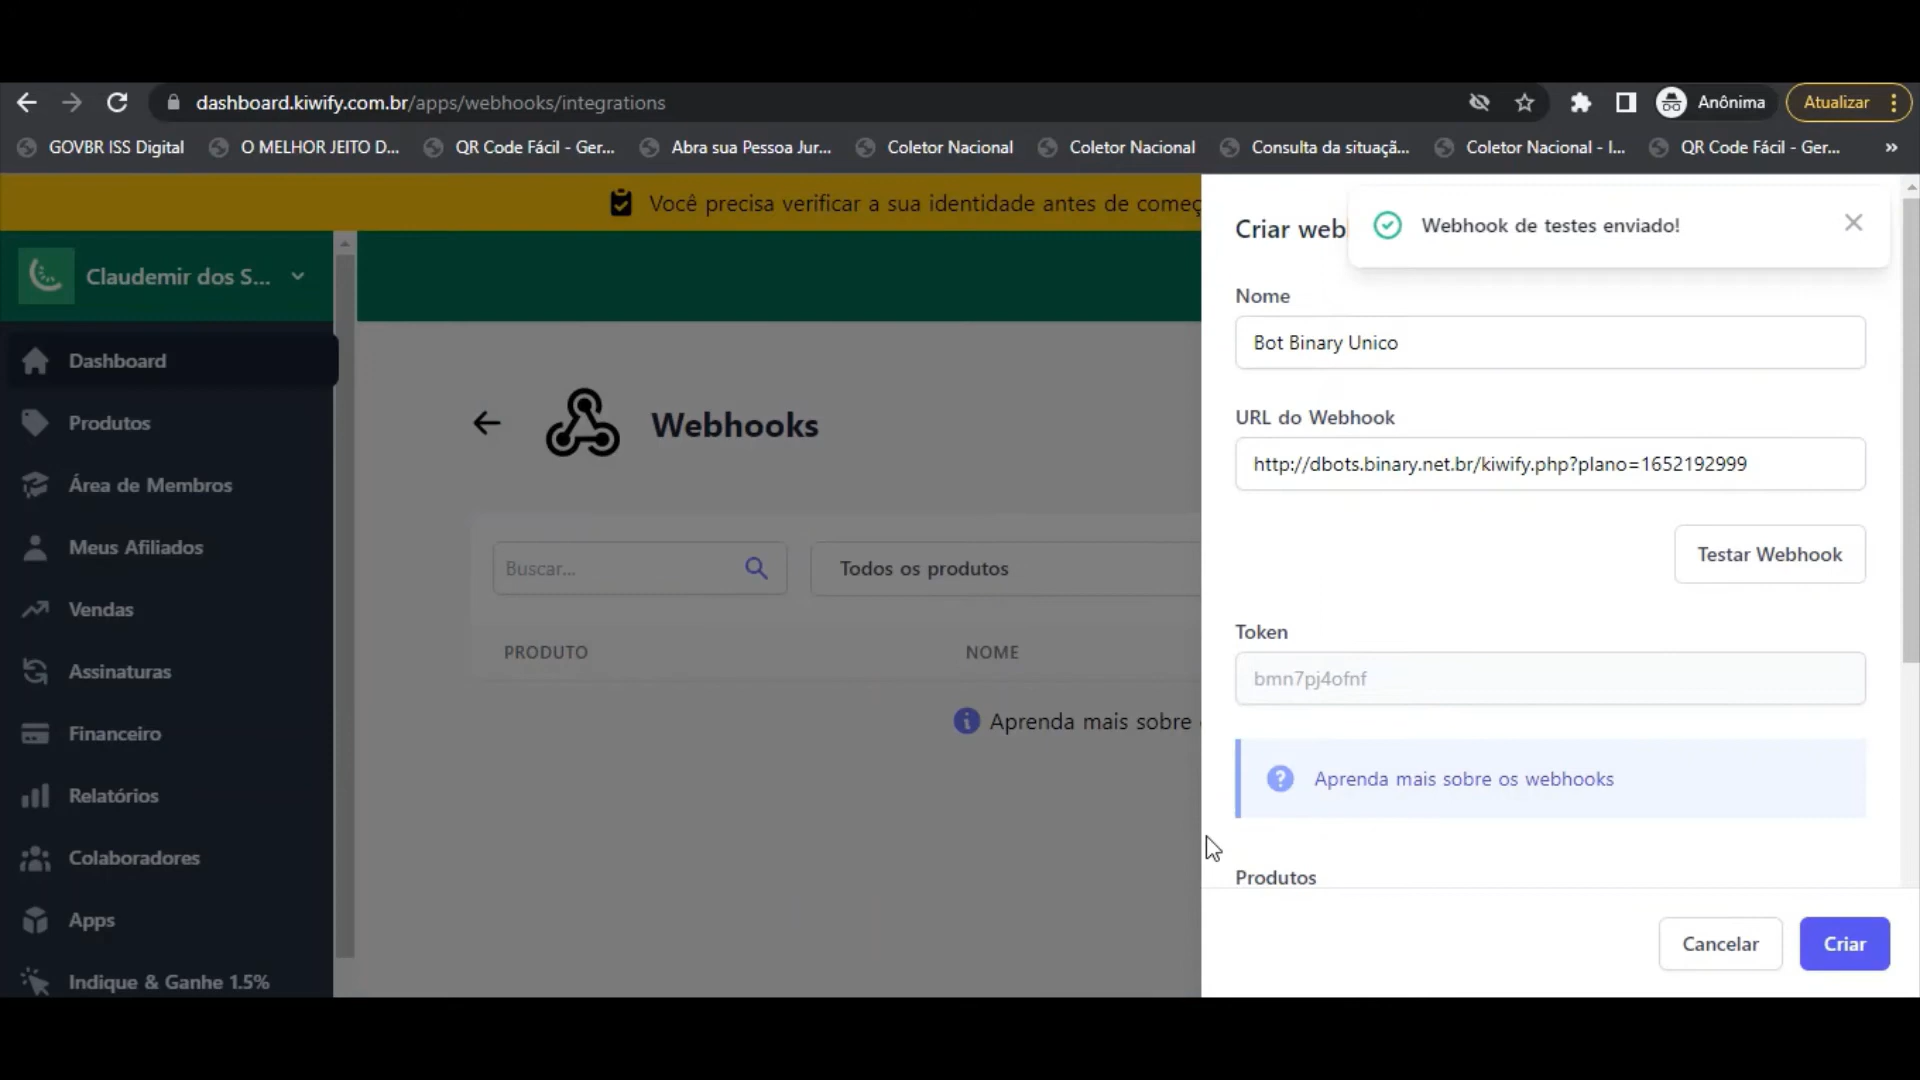 dashboard.kiwify.com.br/apps/webhooks/integrations
Anônima
Atualizar
GOVBR ISS Digital
O MELHOR JEITO D...
QR Code Fácil - Ger...
Abra sua Pessoa Jur...
Coletor Nacional
Coletor Nacional
Consulta da situaçã...
Coletor Nacional - I...
QR Code Fácil - Ger...
»
Você precisa verificar a sua identidade antes de começ
Claudemir dos S...
Dashboard
Produtos
Área de Membros
Meus Afiliados
Vendas
Assinaturas
Financeiro
Relatórios
Colaboradores
Apps
Indique & Ganhe 1.5%
Webhooks
Buscar...
Todos os produtos
PRODUTO
NOME
Aprenda mais sobre
Criar web
Webhook de testes enviado!
Nome
Bot Binary Unico
URL do Webhook
http://dbots.binary.net.br/kiwify.php?plano=1652192999
Testar Webhook
Token
bmn7pj4ofnf
Aprenda mais sobre os webhooks
Produtos
Cancelar
Criar